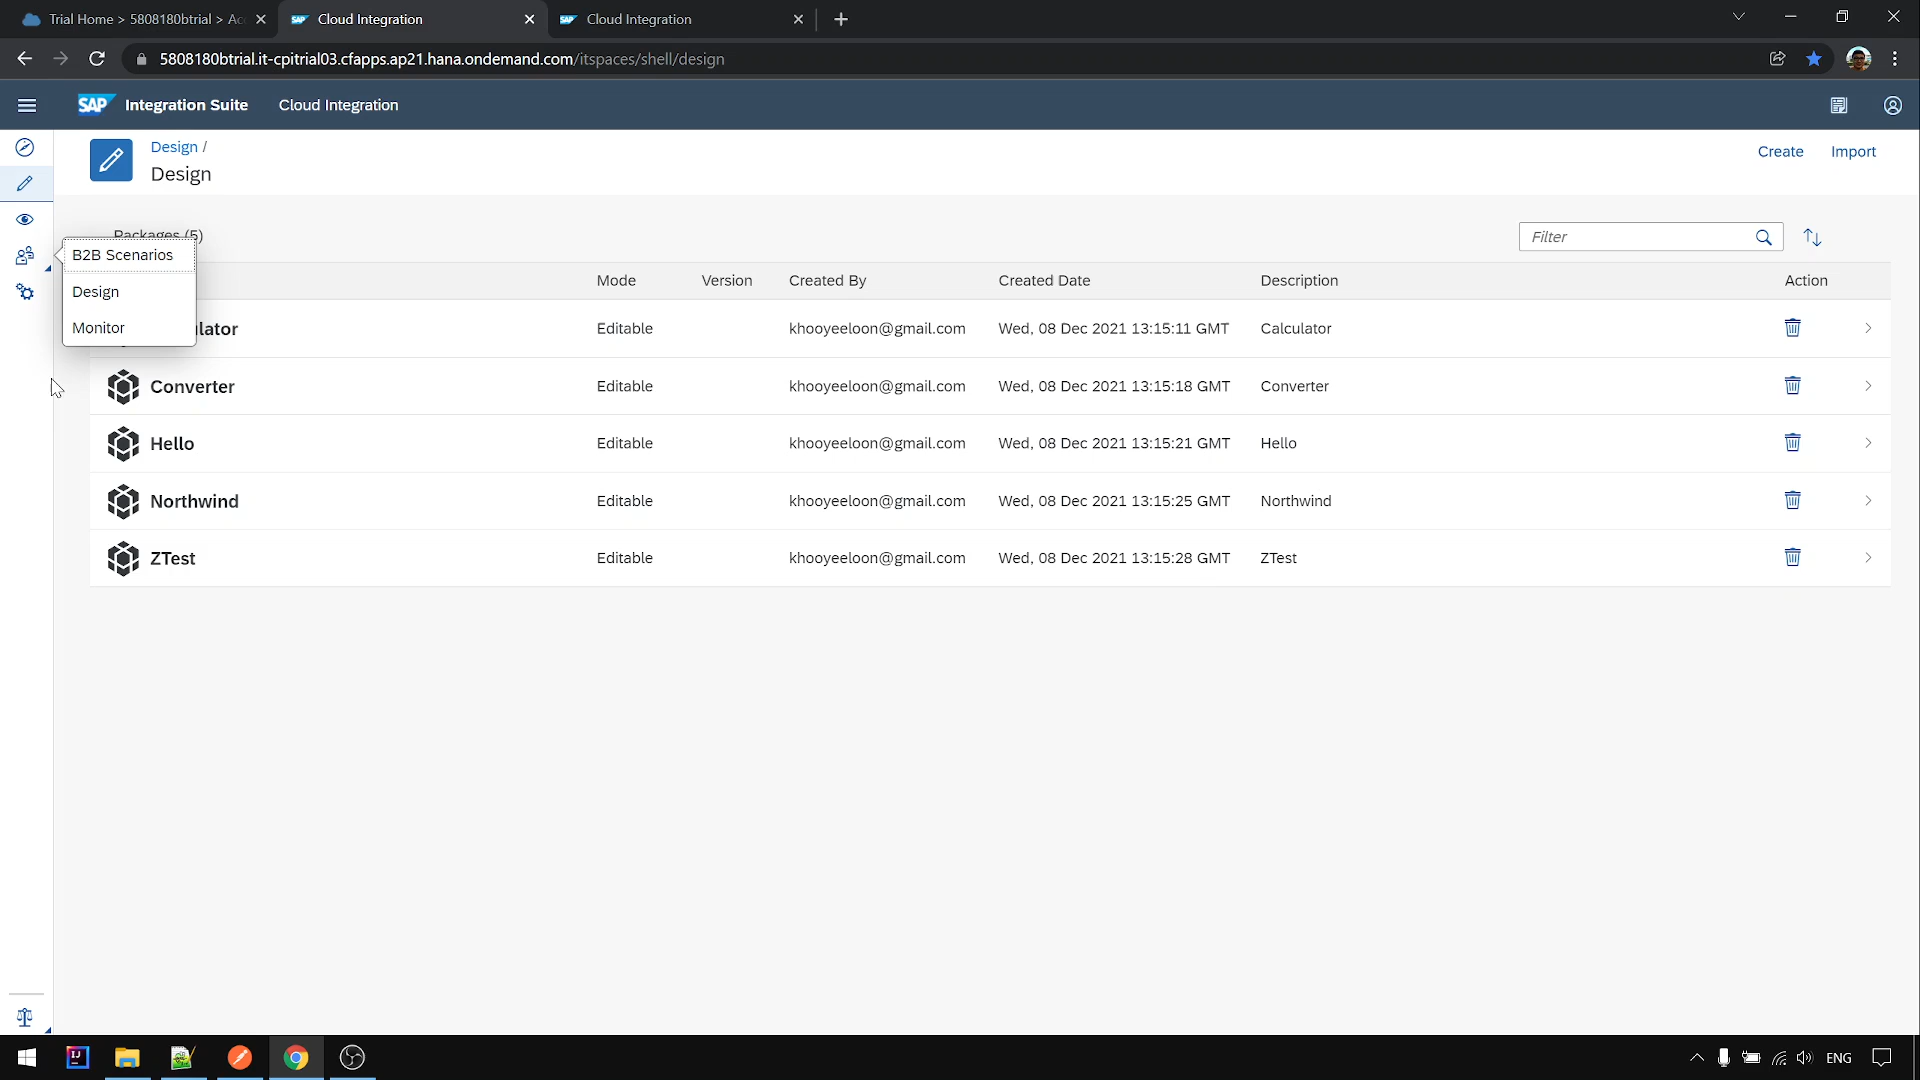 Trial Home > 5808180btrial > Ac
Cloud Integration
Cloud Integration
5808180btrial.it-cpitrial03.cfapps.ap21.hana.ondemand.com/itspaces/shell/design
SAP Integration Suite Cloud Integration
Design /
Design
Create Import
Packages (5)
Filter
B2B Scenarios
Design
Monitor
Mode Version Created By Created Date Description Action
lator Editable khooyeeloon@gmail.com Wed, 08 Dec 2021 13:15:11 GMT Calculator
Converter Editable khooyeeloon@gmail.com Wed, 08 Dec 2021 13:15:18 GMT Converter
Hello Editable khooyeeloon@gmail.com Wed, 08 Dec 2021 13:15:21 GMT Hello
Northwind Editable khooyeeloon@gmail.com Wed, 08 Dec 2021 13:15:25 GMT Northwind
ZTest Editable khooyeeloon@gmail.com Wed, 08 Dec 2021 13:15:28 GMT ZTest
ENG